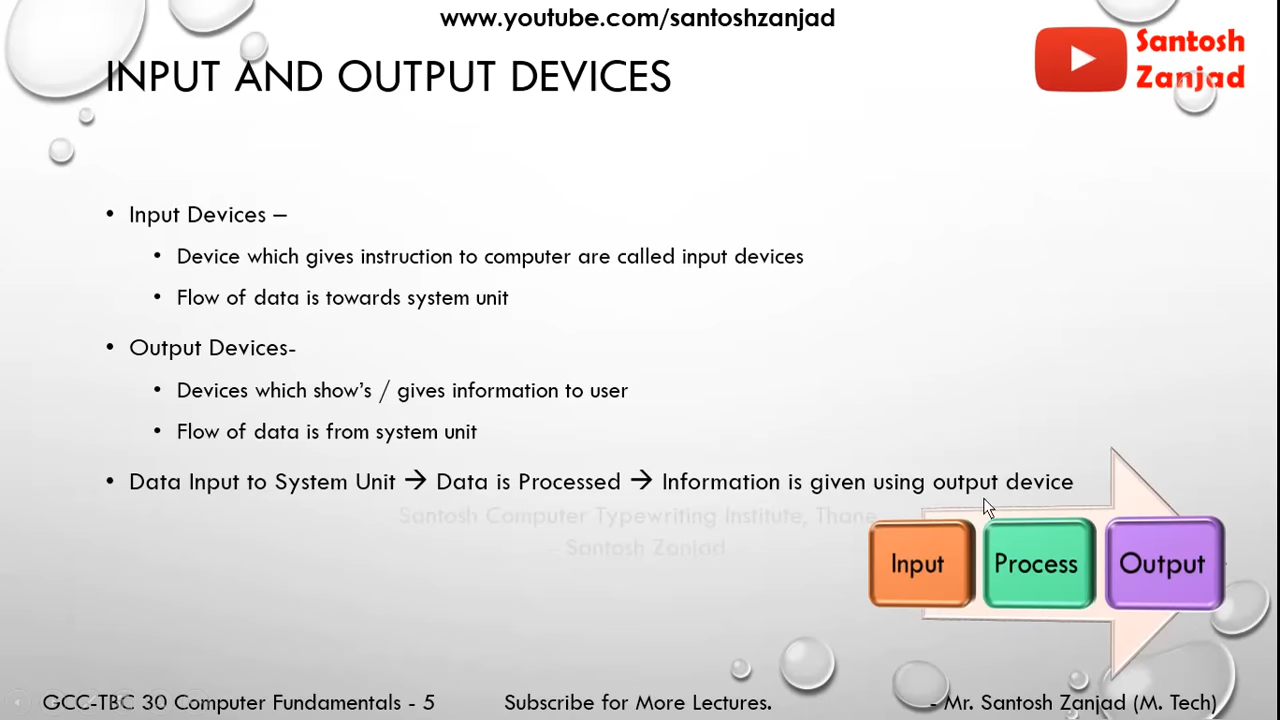 www.youtube.com/santoshzanjad
Santosh
Zanjad
INPUT AND OUTPUT DEVICES
• Input Devices –
• Device which gives instruction to computer are called input devices
• Flow of data is towards system unit
• Output Devices-
• Devices which show's / gives information to user
• Flow of data is from system unit
• Data Input to System Unit → Data is Processed → Information is given using output device
Santosh Computer Typewriting Institute, Thane
- Santosh Zanjad
Input Process Output
GCC-TBC 30 Computer Fundamentals - 5 Subscribe for More Lectures. - Mr. Santosh Zanjad (M. Tech)